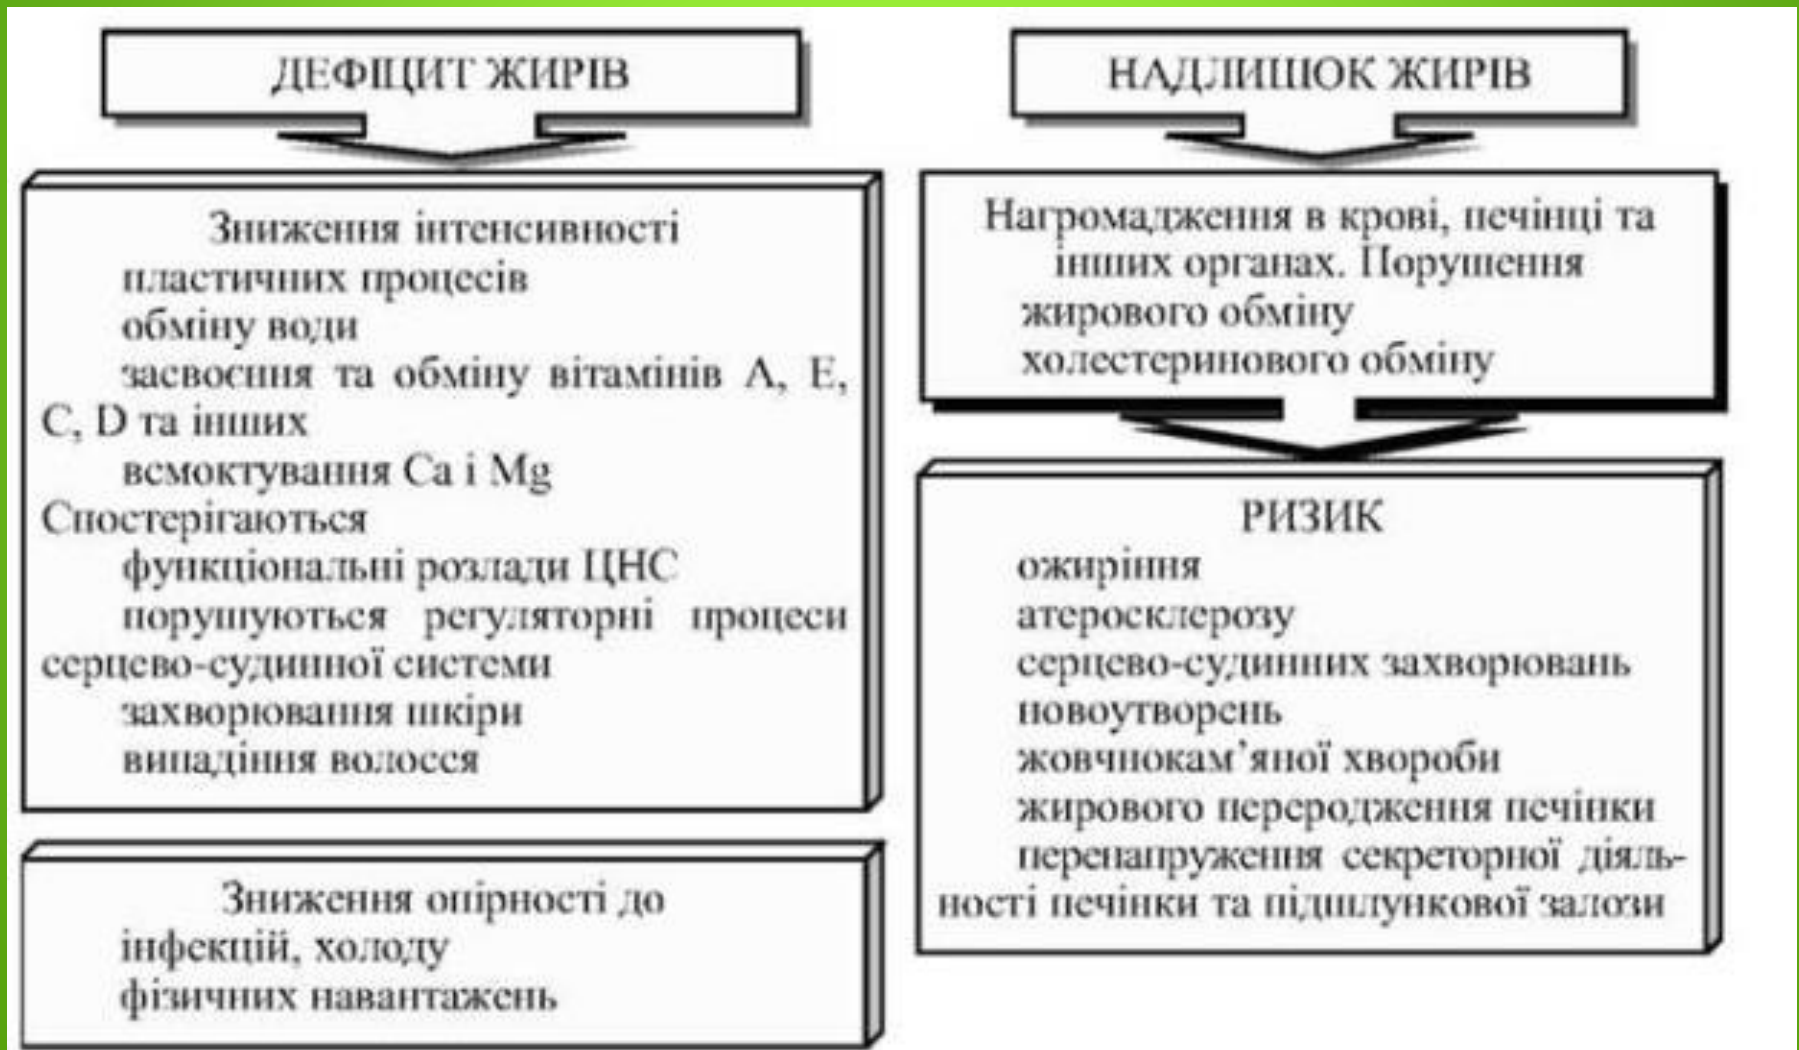 ДЕФІЦИТ ЖИРІВ
Зниження інтенсивності
пластичних процесів
обміну води
засвоєння та обміну вітамінів А, Е,
С, D та інших
всмоктування Ca і Mg
Спостерігаються
функціональні розлади ЦНС
порушуються регуляторні процеси
серцево-судинної системи
захворювання шкіри
випадіння волосся
Зниження опірності до
інфекцій, холоду
фізичних навантажень
НАДЛИШОК ЖИРІВ
Нагромадження в крові, печінці та
інших органах. Порушення
жирового обміну
холестеринового обміну
РИЗИК
ожиріння
атеросклерозу
серцево-судинних захворювань
новоутворень
жовчнокам’яної хвороби
жирового переродження печінки
перенапруження секреторної діяль-
ності печінки та підшлункової залози